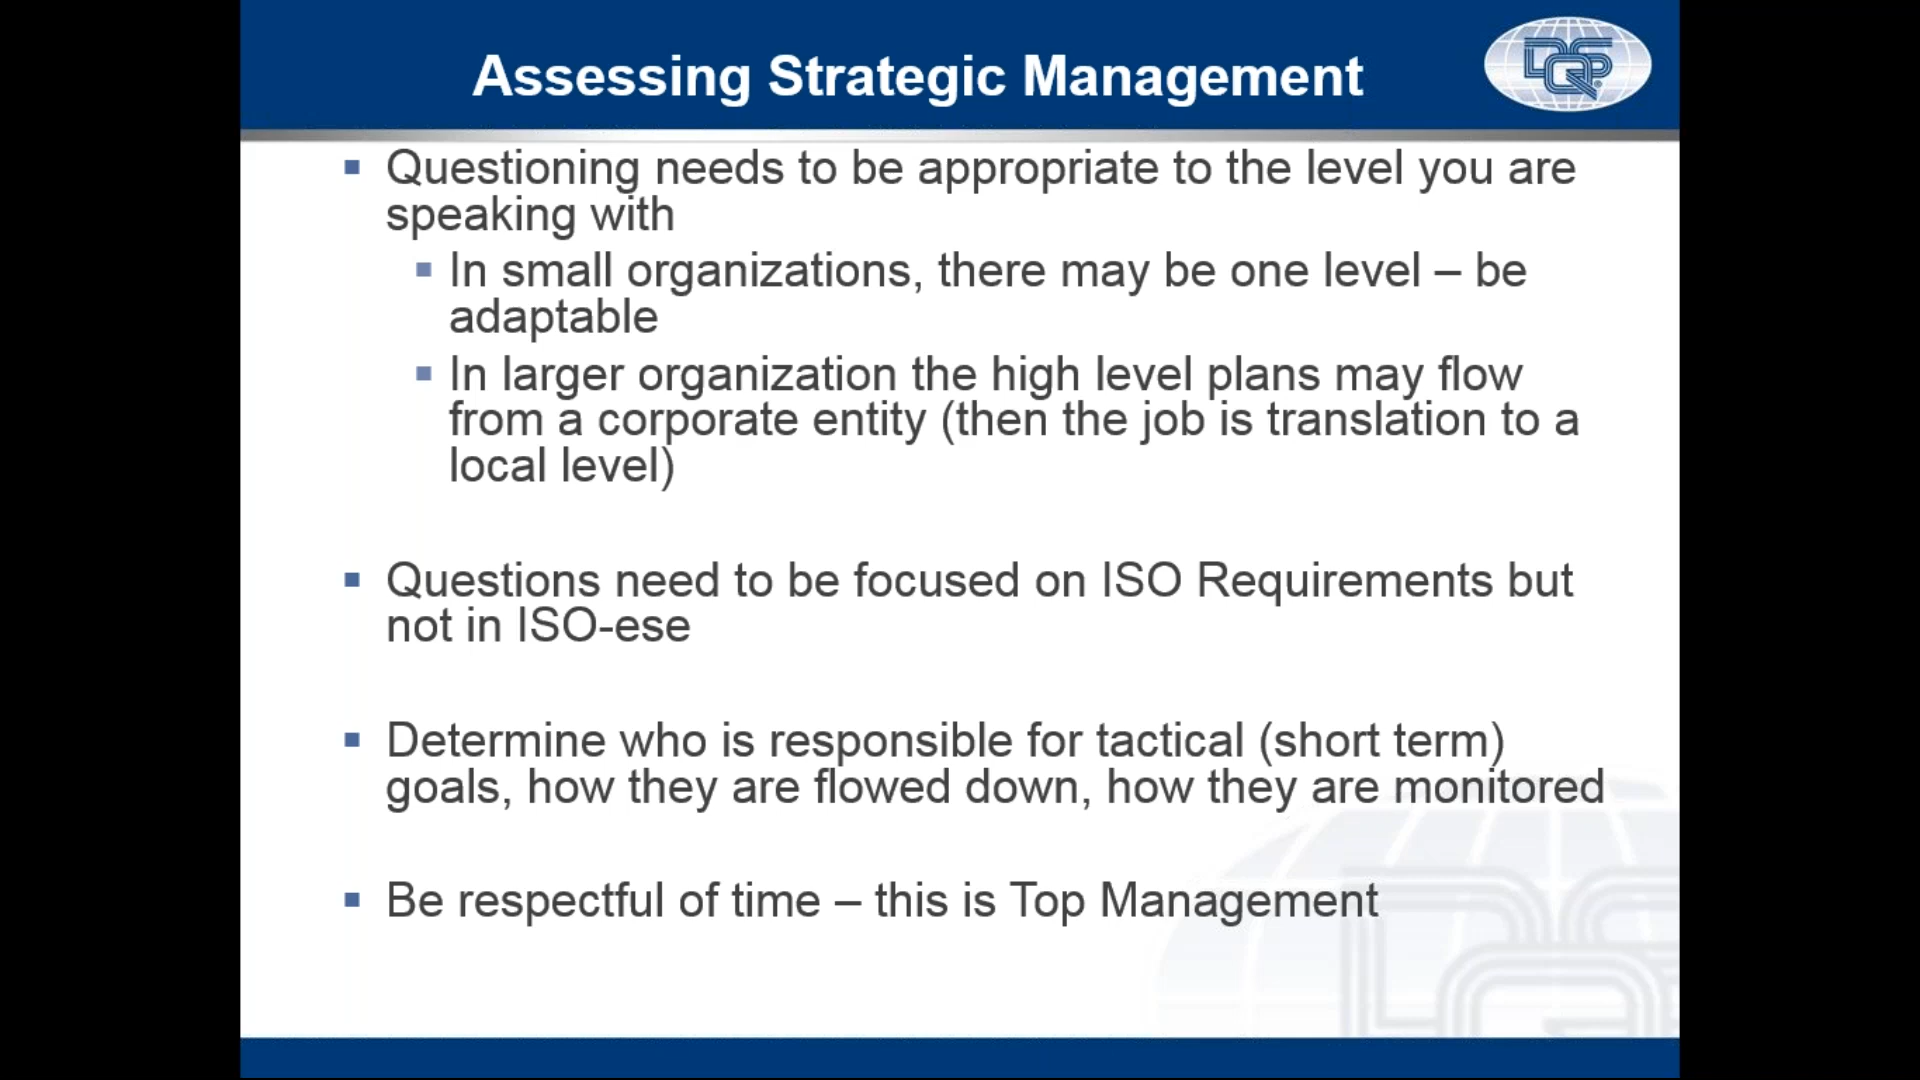 Assessing Strategic Management
DQS
Questioning needs to be appropriate to the level you are
speaking with
In small organizations, there may be one level – be
adaptable
In larger organization the high level plans may flow
from a corporate entity (then the job is translation to a
local level)
Questions need to be focused on ISO Requirements but
not in ISO-ese
Determine who is responsible for tactical (short term)
goals, how they are flowed down, how they are monitored
Be respectful of time – this is Top Management